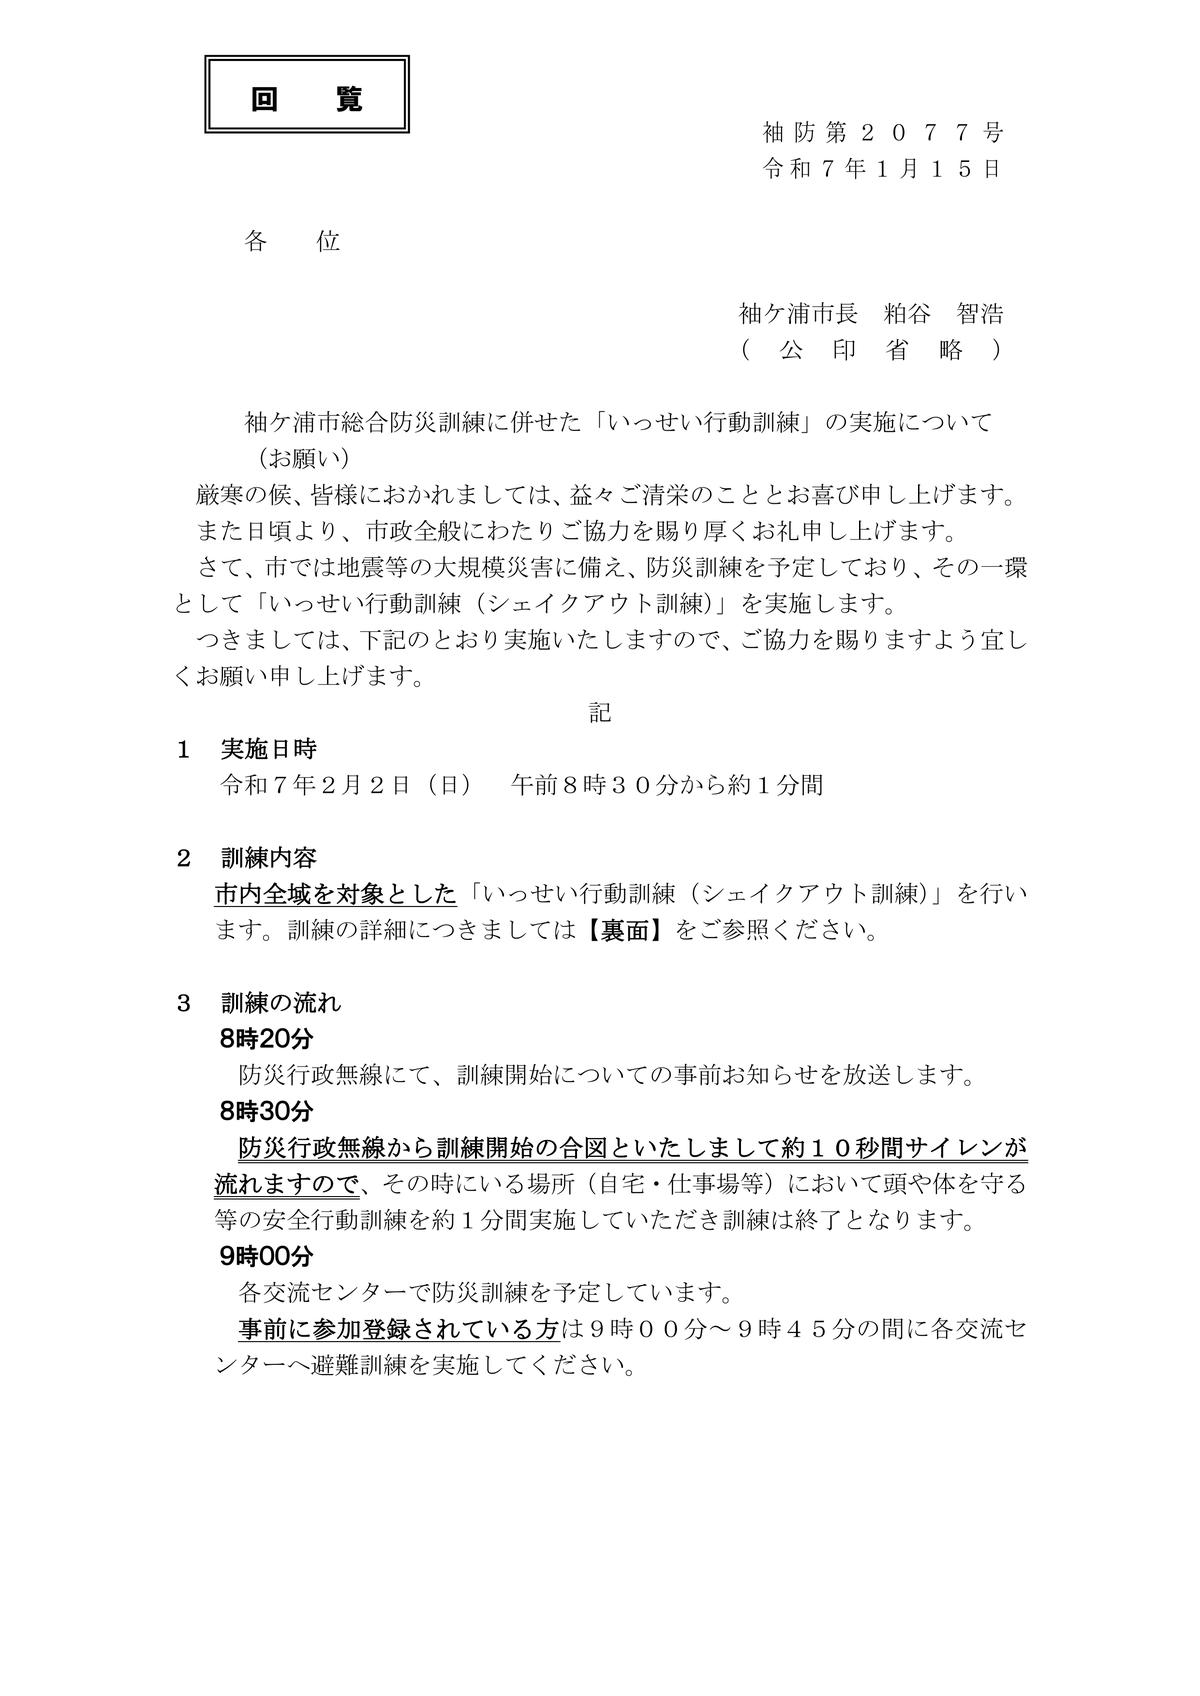 回　　覧
袖防第２０７７号
令和７年１月１５日
各　　位
袖ケ浦市長　粕谷　智浩
（公印省略）
袖ケ浦市総合防災訓練に併せた「いっせい行動訓練」の実施について
（お願い）
厳寒の候、皆様におかれましては、益々ご清栄のこととお喜び申し上げます。
また日頃より、市政全般にわたりご協力を賜り厚くお礼申し上げます。
さて、市では地震等の大規模災害に備え、防災訓練を予定しており、その一環
として「いっせい行動訓練（シェイクアウト訓練）」を実施します。
つきましては、下記のとおり実施いたしますので、ご協力を賜りますよう宜し
くお願い申し上げます。
記
１　実施日時
令和７年２月２日（日）　午前８時３０分から約１分間
２　訓練内容
市内全域を対象とした「いっせい行動訓練（シェイクアウト訓練）」を行い
ます。訓練の詳細につきましては【裏面】をご参照ください。
３　訓練の流れ
8時20分
防災行政無線にて、訓練開始についての事前お知らせを放送します。
8時30分
防災行政無線から訓練開始の合図といたしまして約１０秒間サイレンが
流れますので、その時にいる場所（自宅・仕事場等）において頭や体を守る
等の安全行動訓練を約１分間実施していただき訓練は終了となります。
9時00分
各交流センターで防災訓練を予定しています。
事前に参加登録されている方は９時００分～９時４５分の間に各交流セ
ンターへ避難訓練を実施してください。